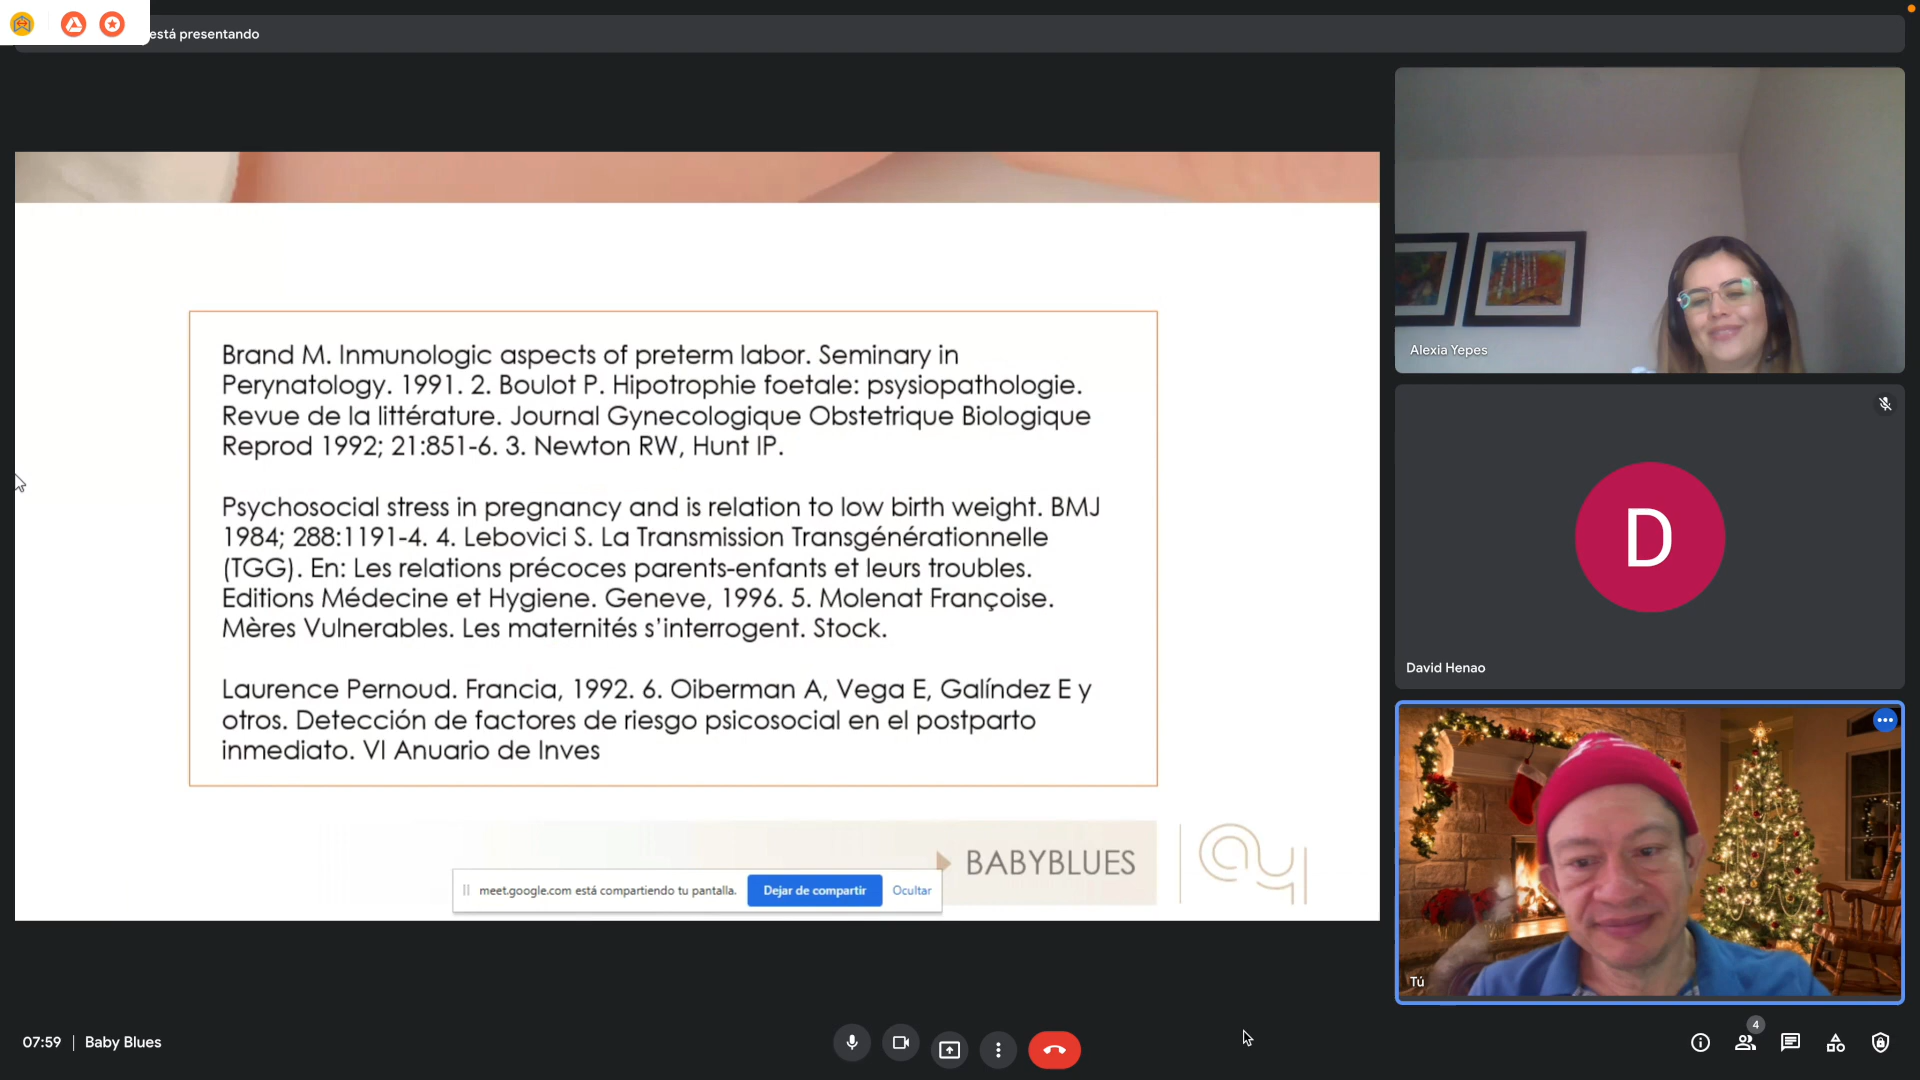 está presentando
Brand M. Inmunologic aspects of preterm labor. Seminary in
Perynatology. 1991. 2. Boulot P. Hipotrophie foetale: psysiopathologie.
Revue de la littérature. Journal Gynecologique Obstetrique Biologique
Reprod 1992; 21:851-6. 3. Newton RW, Hunt IP.
Psychosocial stress in pregnancy and is relation to low birth weight. BMJ
1984; 288:1191-4. 4. Lebovici S. La Transmission Transgénérationnelle
(TGG). En: Les relations précoces parents-enfants et leurs troubles.
Editions Médecine et Hygiene. Geneve, 1996. 5. Molenat Françoise.
Mères Vulnerables. Les maternités s'interrogent. Stock.
Laurence Pernoud. Francia, 1992. 6. Oiberman A, Vega E, Galíndez E y
otros. Detección de factores de riesgo psicosocial en el postparto
inmediato. VI Anuario de Inves
BABYBLUES
ay
meet.google.com está compartiendo tu pantalla.
Dejar de compartir
Ocultar
Alexia Yepes
D
David Henao
Tú
07:59 | Baby Blues
4